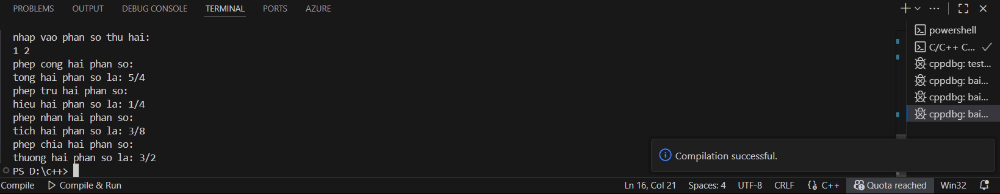 PROBLEMS OUTPUT DEBUG CONSOLE TERMINAL PORTS AZURE
nhap vao phan so thu hai:
1 2
phep cong hai phan so:
tong hai phan so la: 5/4
phep tru hai phan so:
hieu hai phan so la: 1/4
phep nhan hai phan so:
tich hai phan so la: 3/8
phep chia hai phan so:
thuong hai phan so la: 3/2
PS D:\c++>
powershell
C/C++ C...
cppdbg: test...
cppdbg: bai...
cppdbg: bai...
cppdbg: bai...
Compilation successful.
Compile Compile & Run Ln 16, Col 21 Spaces: 4 UTF-8 CRLF C++ Quota reached Win32